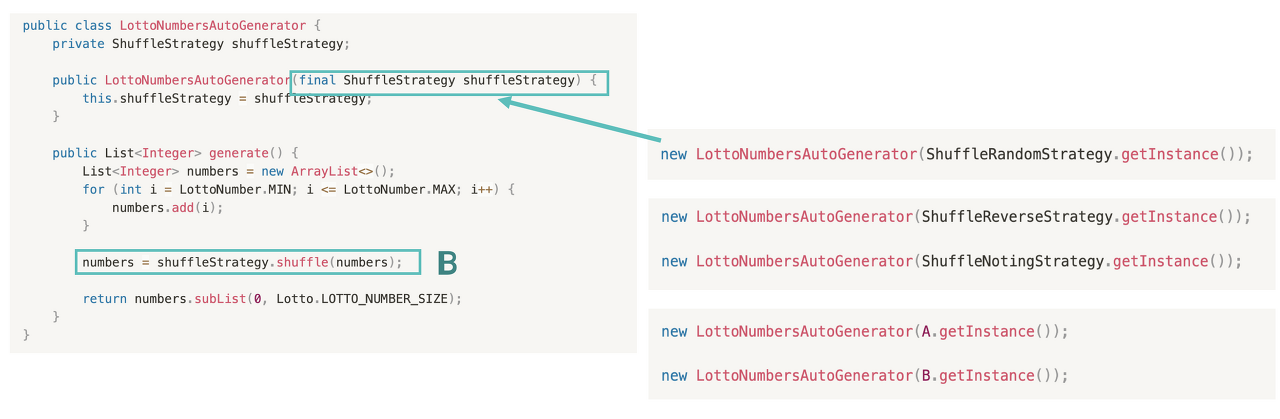 public class LottoNumbersAutoGenerator {
    private ShuffleStrategy shuffleStrategy;
    public LottoNumbersAutoGenerator(final ShuffleStrategy shuffleStrategy) {
        this.shuffleStrategy = shuffleStrategy;
    }
    public List<Integer> generate() {
        List<Integer> numbers = new ArrayList<>();
        for (int i = LottoNumber.MIN; i <= LottoNumber.MAX; i++) {
            numbers.add(i);
        }
        numbers = shuffleStrategy.shuffle(numbers);
B
        return numbers.subList(0, Lotto.LOTTO_NUMBER_SIZE);
    }
}
new LottoNumbersAutoGenerator(ShuffleRandomStrategy.getInstance());
new LottoNumbersAutoGenerator(ShuffleReverseStrategy.getInstance());
new LottoNumbersAutoGenerator(ShuffleNotingStrategy.getInstance());
new LottoNumbersAutoGenerator(A.getInstance());
new LottoNumbersAutoGenerator(B.getInstance());